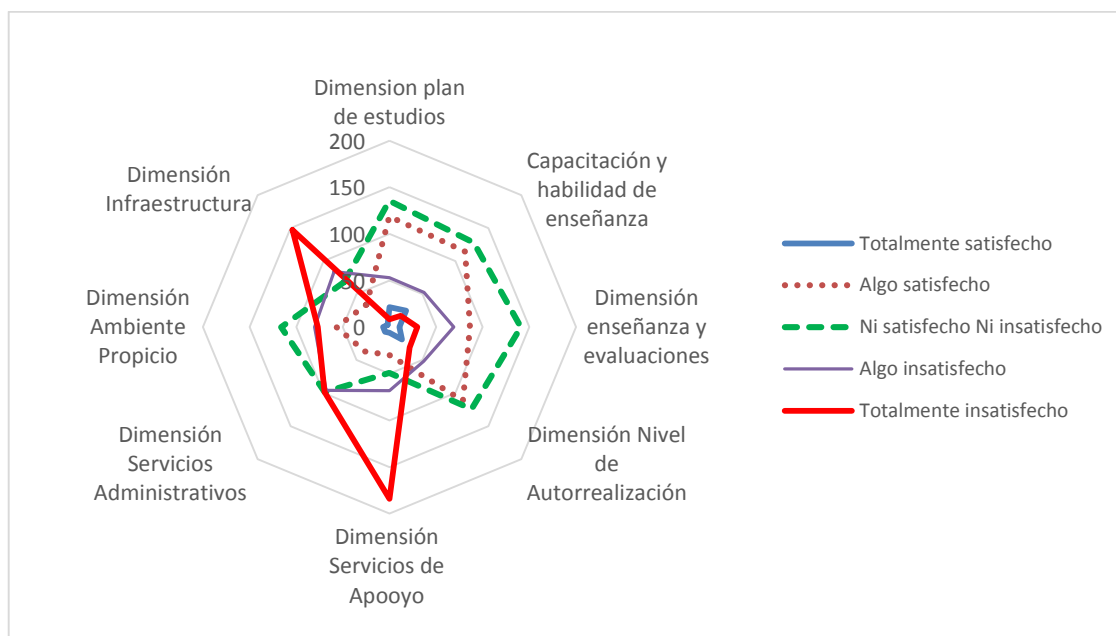 Dimension plan
de estudios
200
150
100
50
0
Capacitación y
habilidad de
enseñanza
Dimensión
enseñanza y
evaluaciones
Dimensión Nivel
de
Autorrealización
Dimensión
Servicios de
Apooyo
Dimensión
Servicios
Administrativos
Dimensión
Ambiente
Propicio
Dimensión
Infraestructura
Totalmente satisfecho
Algo satisfecho
Ni satisfecho Ni insatisfecho
Algo insatisfecho
Totalmente insatisfecho